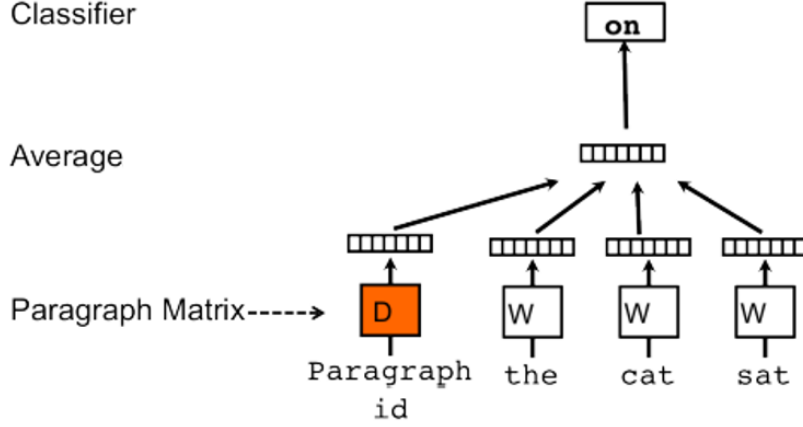 Classifier
on
Average
Paragraph Matrix
D
W
W
W
Paragraph
id
the
cat
sat